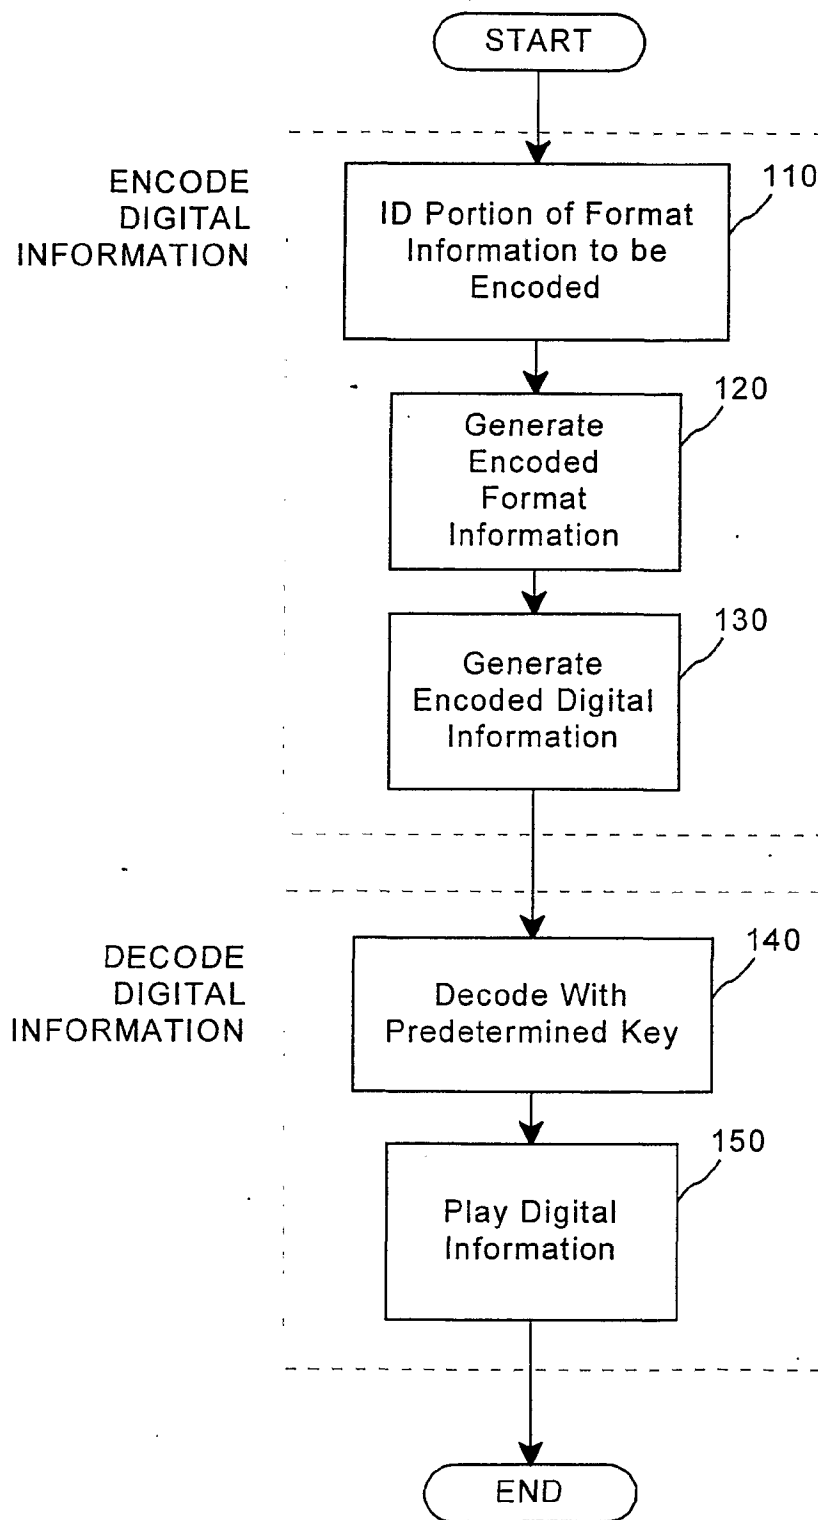 START
ENCODE
DIGITAL
INFORMATION
110
ID Portion of Format
Information to be
Encoded
120
Generate
Encoded
Format
Information
130
Generate
Encoded Digital
Information
DECODE
DIGITAL
INFORMATION
140
Decode With
Predetermined Key
150
Play Digital
Information
END